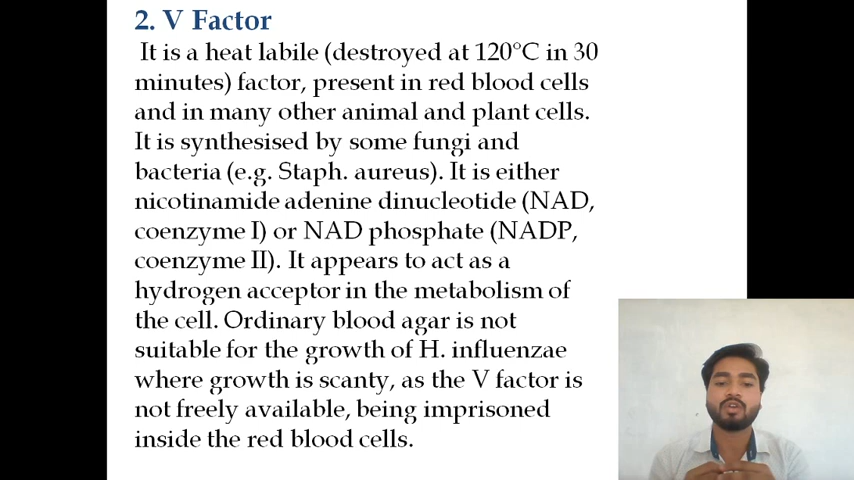 2. V Factor
It is a heat labile (destroyed at 120°C in 30
minutes) factor, present in red blood cells
and in many other animal and plant cells.
It is synthesised by some fungi and
bacteria (e.g. Staph. aureus). It is either
nicotinamide adenine dinucleotide (NAD,
coenzyme I) or NAD phosphate (NADP,
coenzyme II). It appears to act as a
hydrogen acceptor in the metabolism of
the cell. Ordinary blood agar is not
suitable for the growth of H. influenzae
where growth is scanty, as the V factor is
not freely available, being imprisoned
inside the red blood cells.